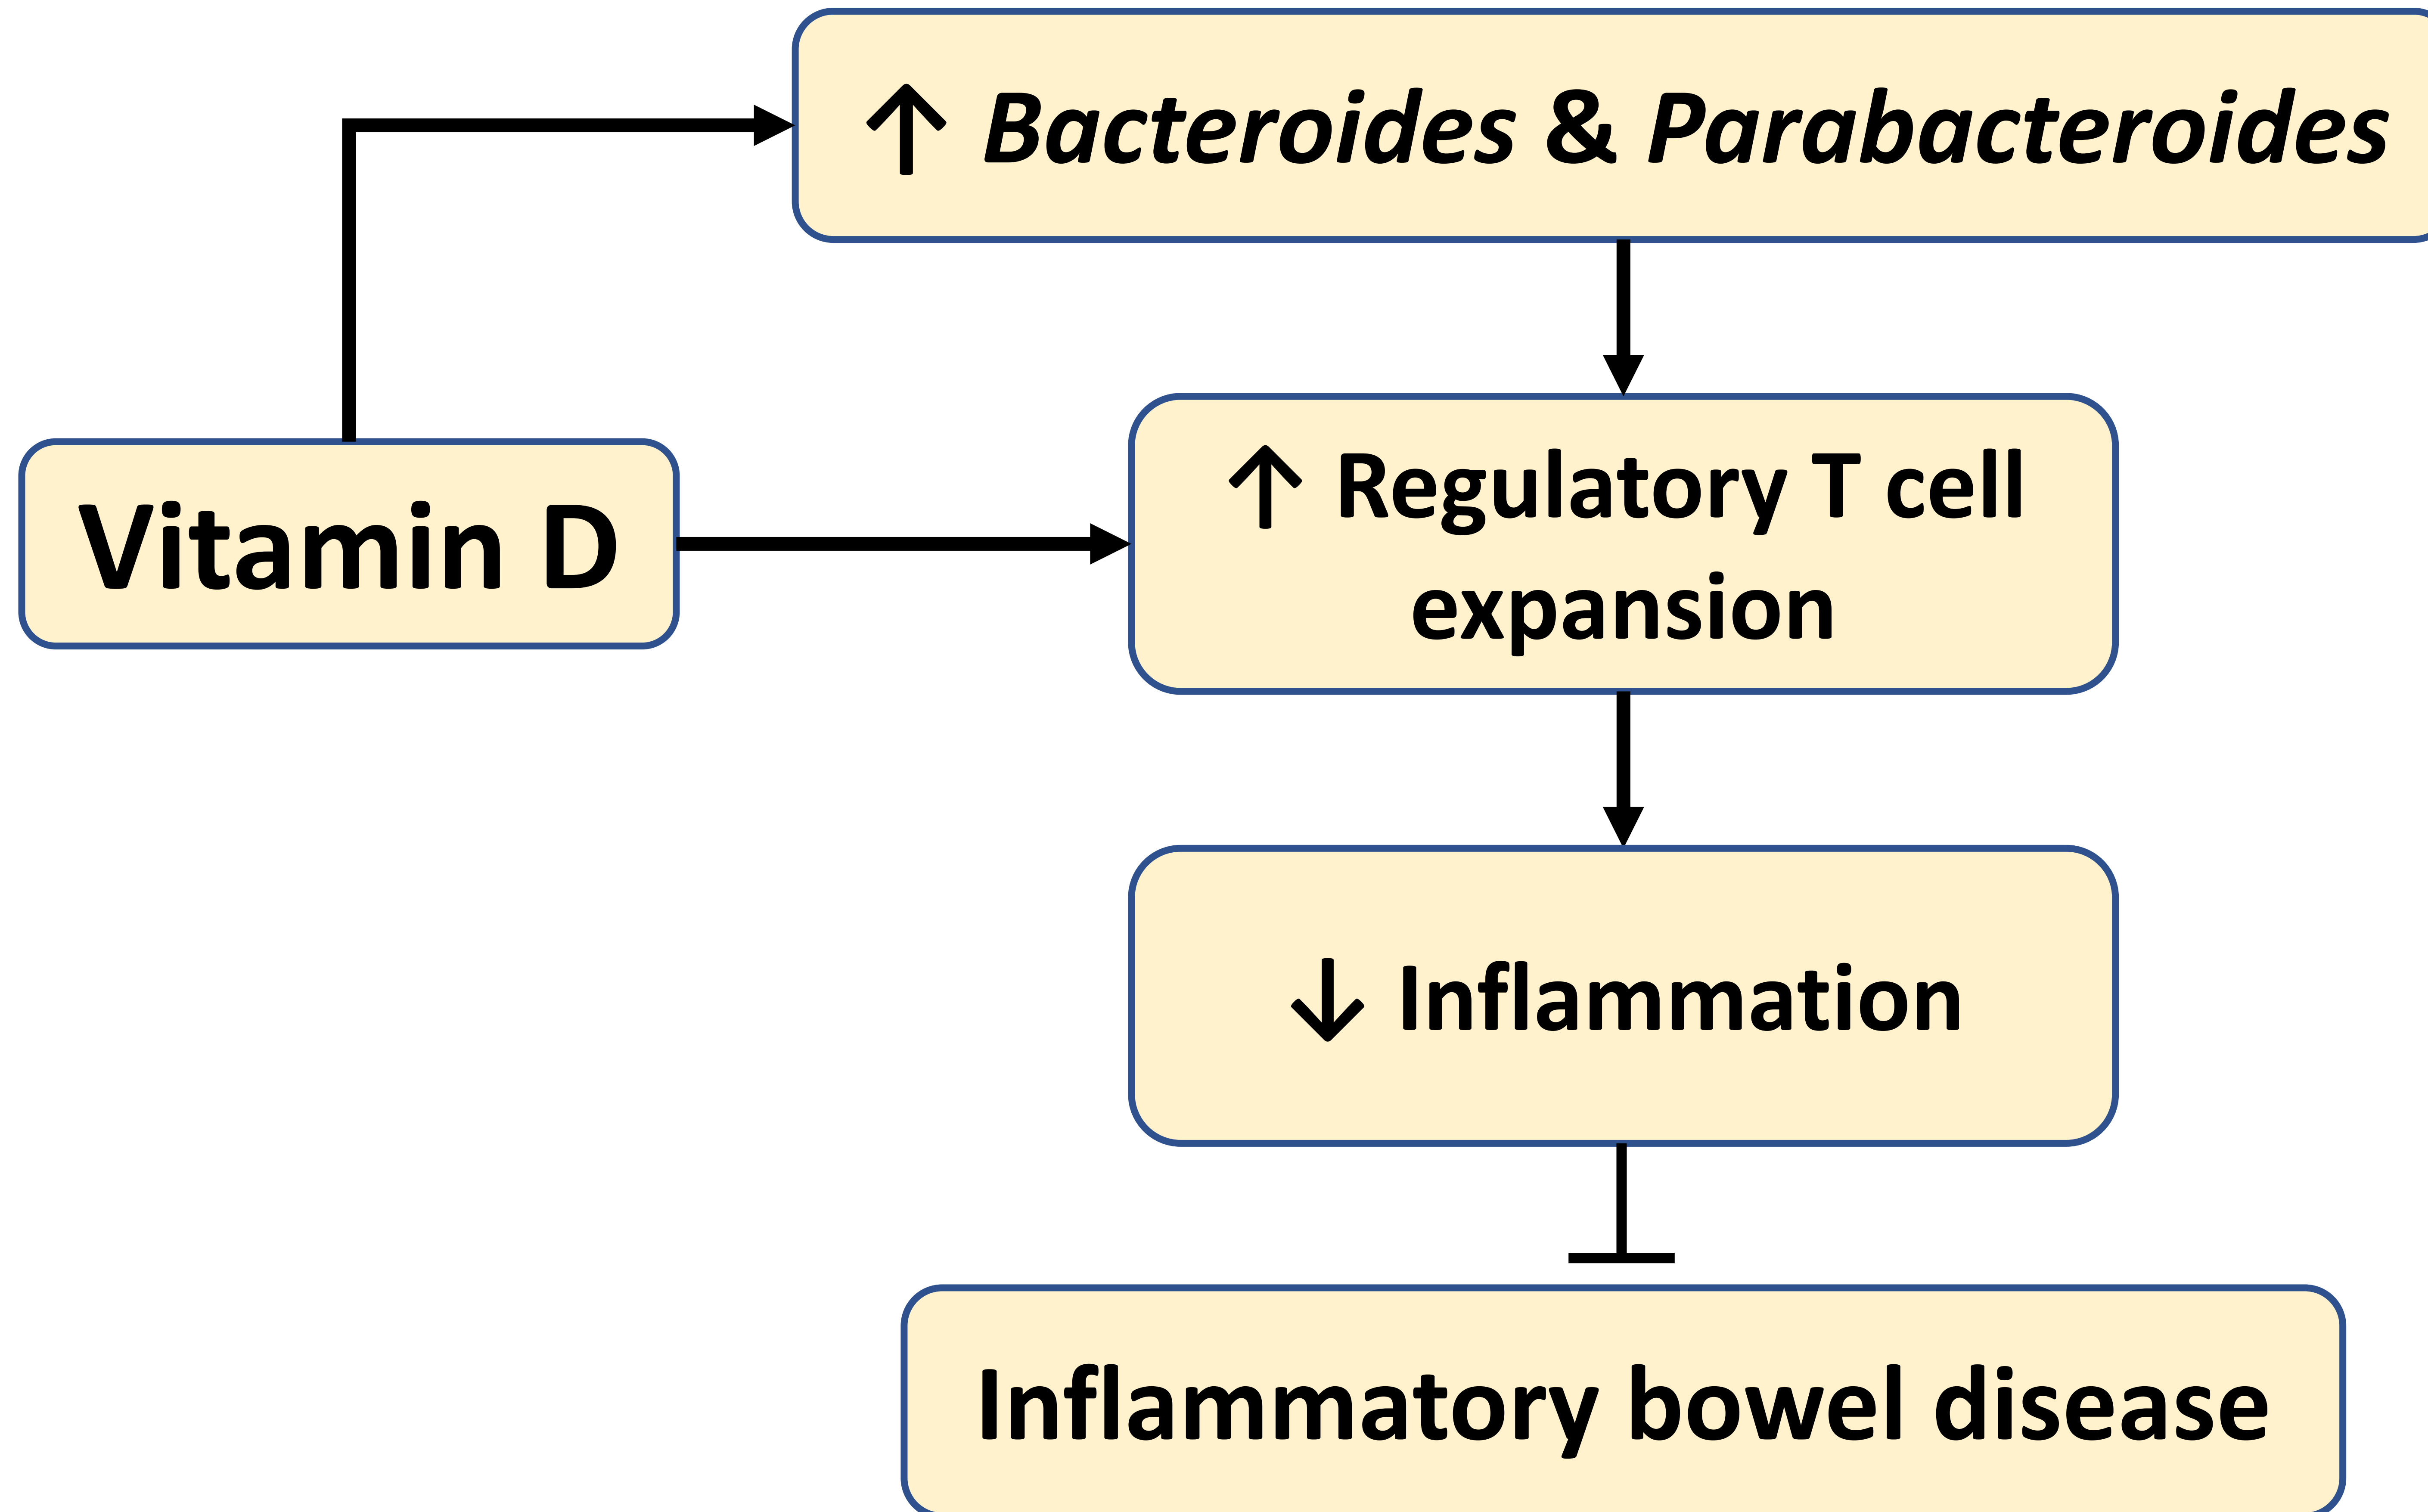 ↑ Bacteroides & Parabacteroides
Vitamin D
↑ Regulatory T cell
expansion
↓ Inflammation
Inflammatory bowel disease